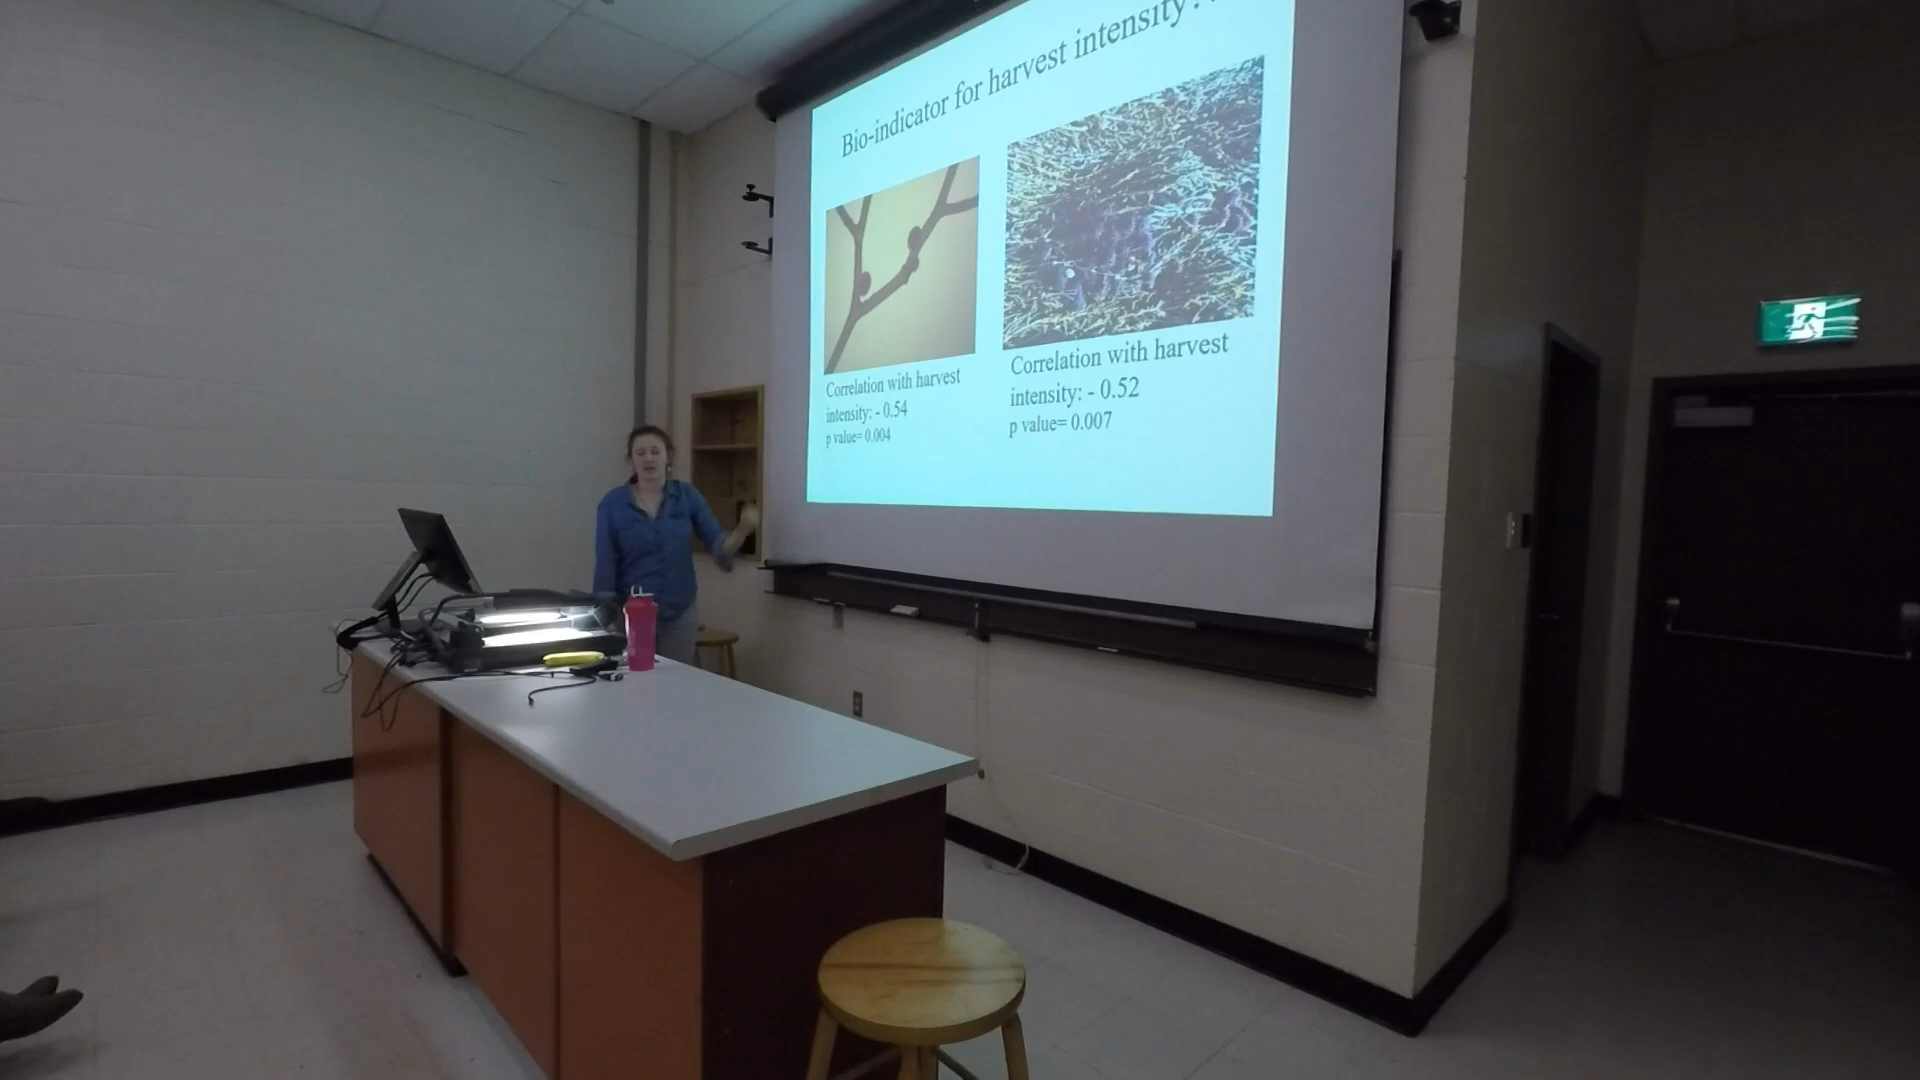 Bio-indicator for harvest intensity?
Correlation with harvest
intensity: - 0.54
p value= 0.004
Correlation with harvest
intensity: - 0.52
p value= 0.007